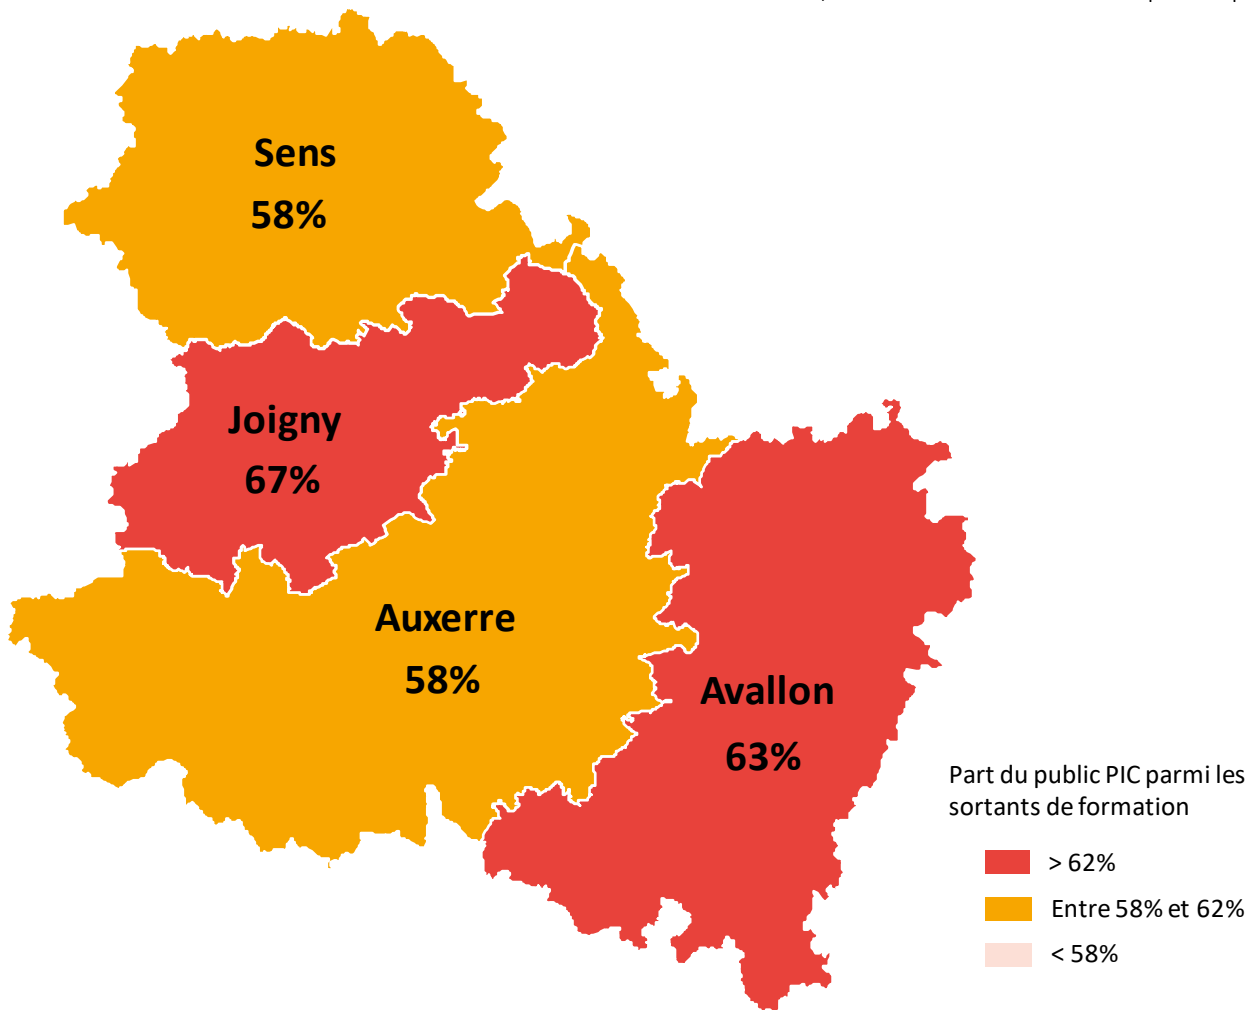 Sens
58%
Joigny
67%
Auxerre
58%
Avallon
63%
Part du public PIC parmi les
sortants de formation
> 62%
Entre 58% et 62%
< 58%